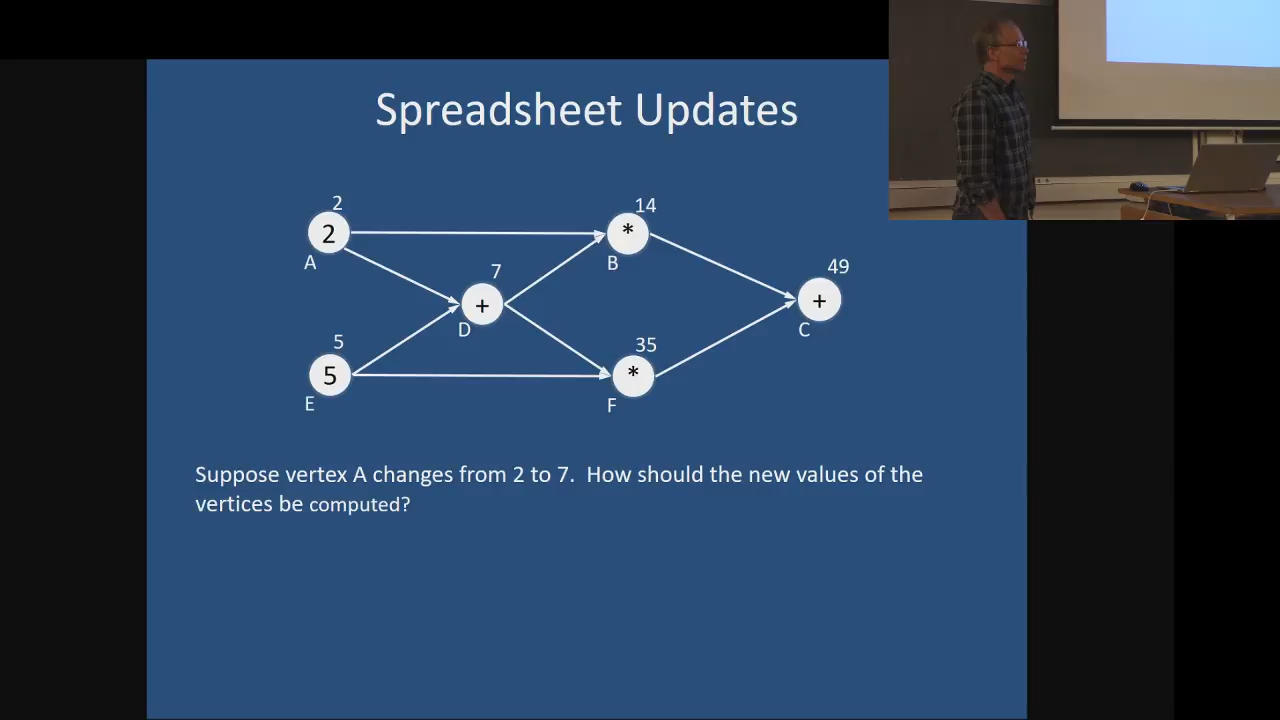 Spreadsheet Updates
2
2
A
14
*
B
7
+
D
49
+
C
5
5
E
35
*
F
Suppose vertex A changes from 2 to 7. How should the new values of the
vertices be computed?